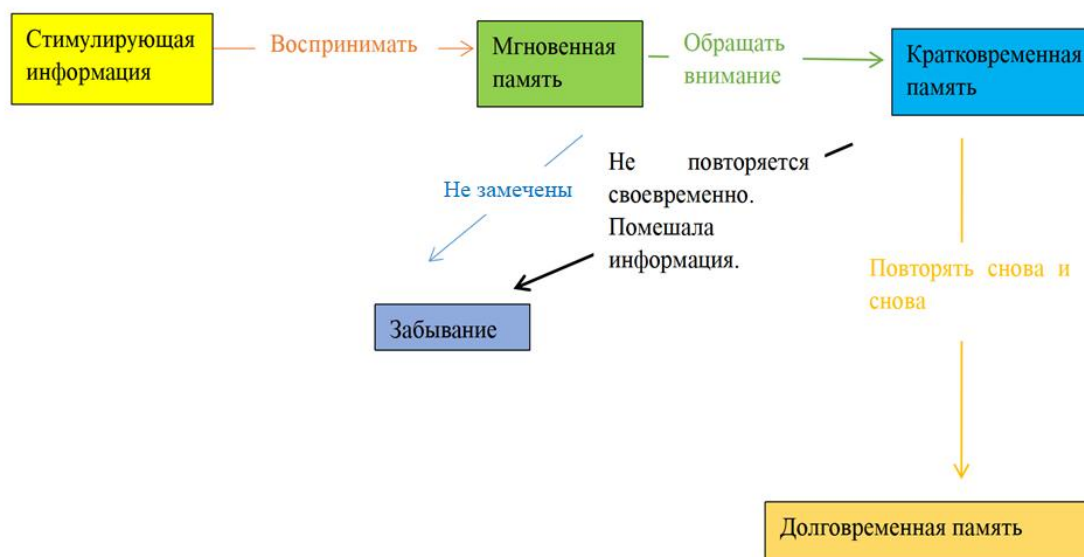 Стимулирующая
информация
Воспринимать
Мгновенная
память
Обращать
внимание
Кратковременная
память
Не замечены
Не повторяется
своевременно.
Помешала
информация.
Повторять снова и
снова
Забывание
Долговременная память